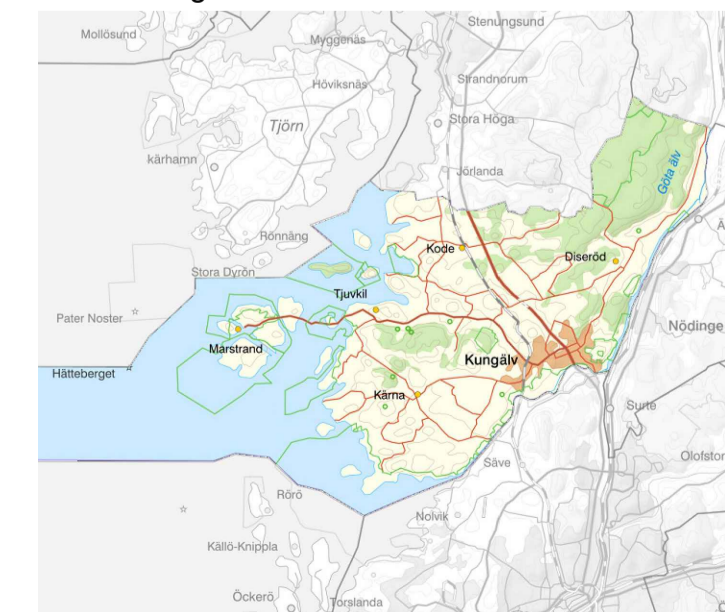 Stenungsund
Mollösund
Myggenäs
Höviksnäs
Strandnorum
Tjörn
Stora Höga
kärhamn
Jörlanda
Göta älv
Rönnäng
Kode
Diseröd
Stora Dyrön
Tjuvkil
Pater Noster
Nödinge
Marstrand
Kungälv
Hätteberget
Kärna
Surte
Säve
Olofstor
Rörö
Nolvik
Källö-Knippla
Öckerö
Torslanda